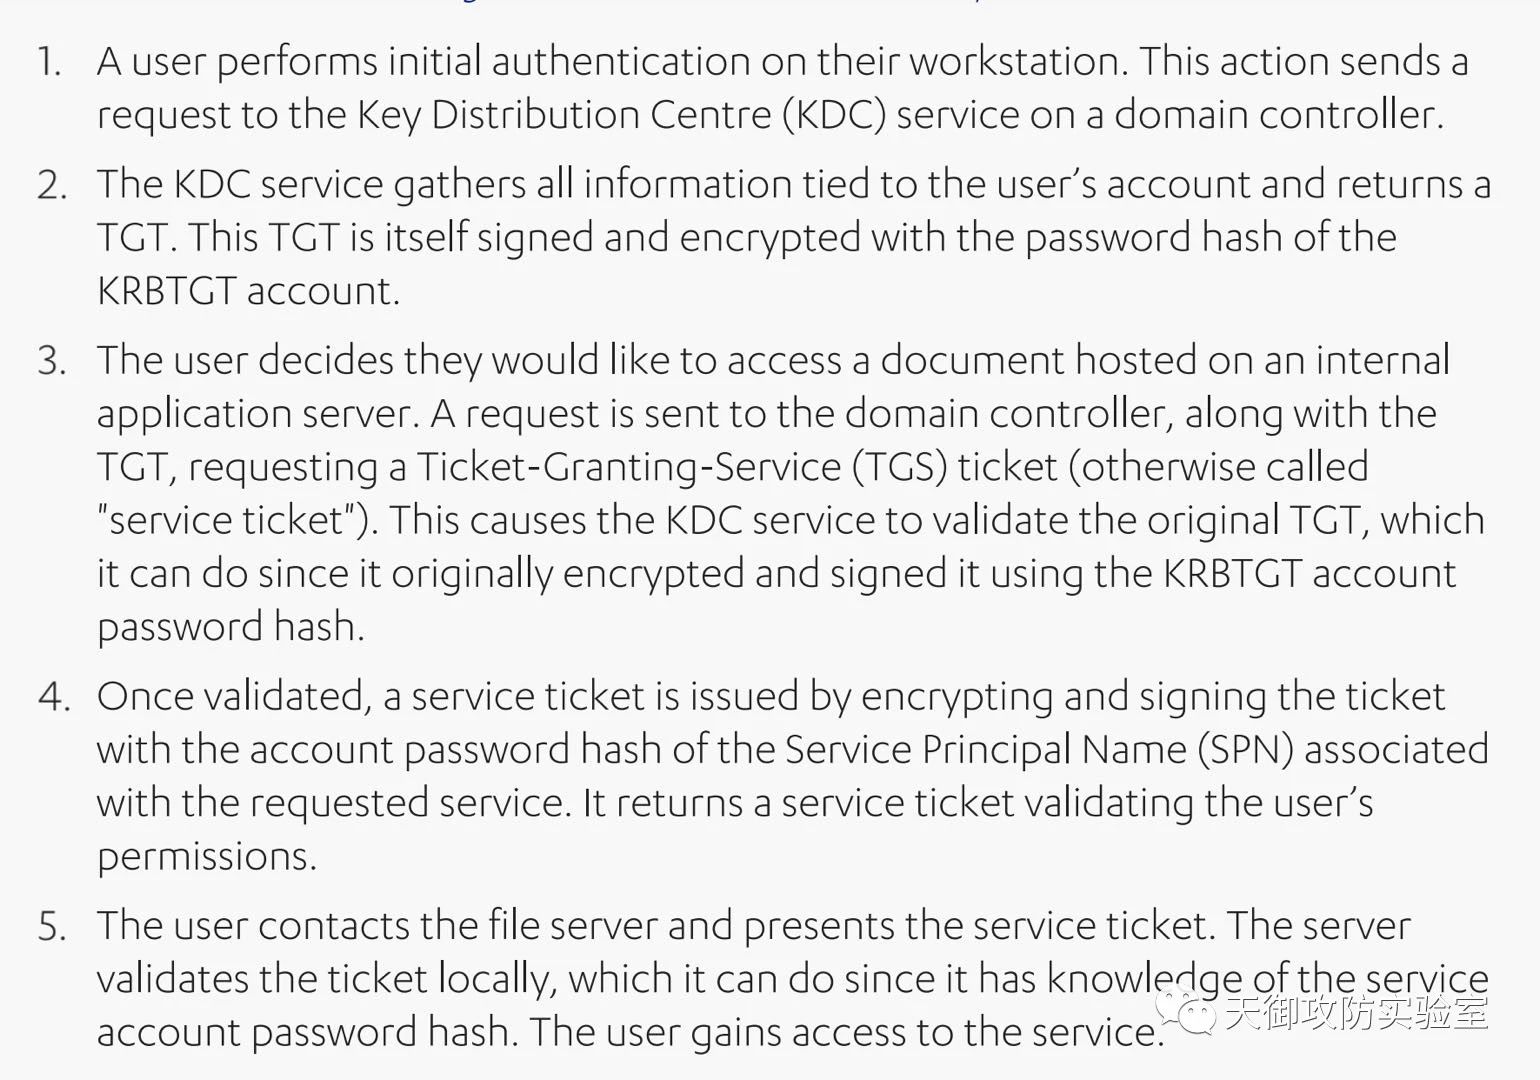 1. A user performs initial authentication on their workstation. This action sends a
request to the Key Distribution Centre (KDC) service on a domain controller.
2. The KDC service gathers all information tied to the user’s account and returns a
TGT. This TGT is itself signed and encrypted with the password hash of the
KRBTGT account.
3. The user decides they would like to access a document hosted on an internal
application server. A request is sent to the domain controller, along with the
TGT, requesting a Ticket-Granting-Service (TGS) ticket (otherwise called
"service ticket"). This causes the KDC service to validate the original TGT, which
it can do since it originally encrypted and signed it using the KRBTGT account
password hash.
4. Once validated, a service ticket is issued by encrypting and signing the ticket
with the account password hash of the Service Principal Name (SPN) associated
with the requested service. It returns a service ticket validating the user’s
permissions.
5. The user contacts the file server and presents the service ticket. The server
validates the ticket locally, which it can do since it has knowledge of the service
account password hash. The user gains access to the service.
天御攻防实验室